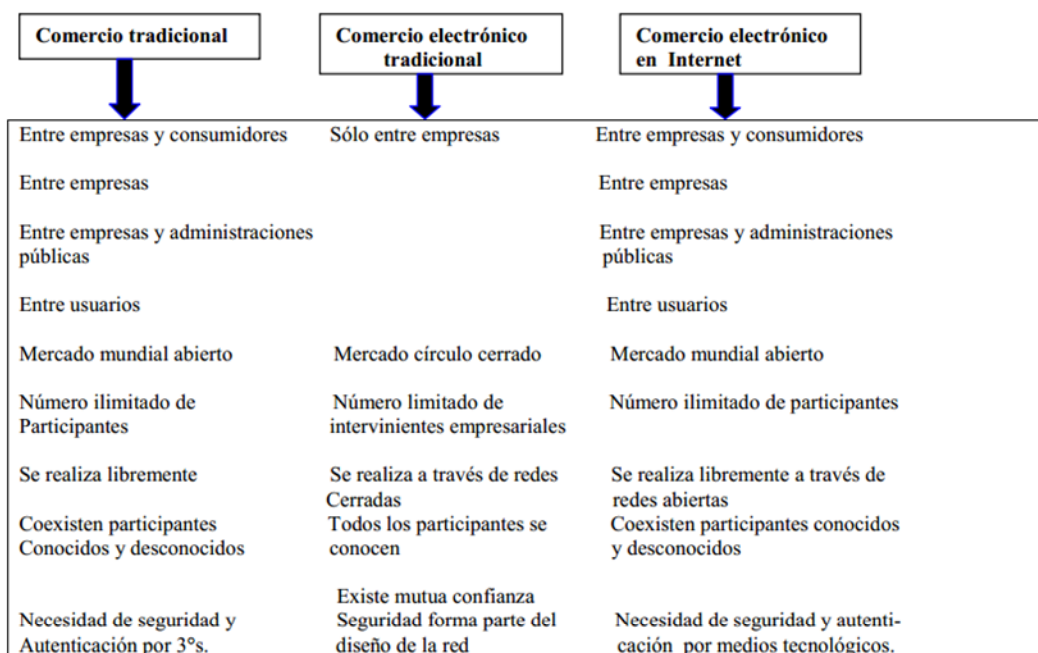 Comercio tradicional
Comercio electrónico
tradicional
Comercio electrónico
en Internet
Entre empresas y consumidores
Sólo entre empresas
Entre empresas y consumidores
Entre empresas
Entre empresas
Entre empresas y administraciones
públicas
Entre empresas y administraciones
públicas
Entre usuarios
Entre usuarios
Mercado mundial abierto
Mercado círculo cerrado
Mercado mundial abierto
Número ilimitado de
Participantes
Número limitado de
intervinientes empresariales
Número ilimitado de participantes
Se realiza libremente
Se realiza a través de redes
Cerradas
Se realiza libremente a través de
redes abiertas
Coexisten participantes
Conocidos y desconocidos
Todos los participantes se
conocen
Coexisten participantes conocidos
y desconocidos
Necesidad de seguridad y
Autenticación por 3°s.
Existe mutua confianza
Seguridad forma parte del
diseño de la red
Necesidad de seguridad y autenti-
cación por medios tecnológicos.